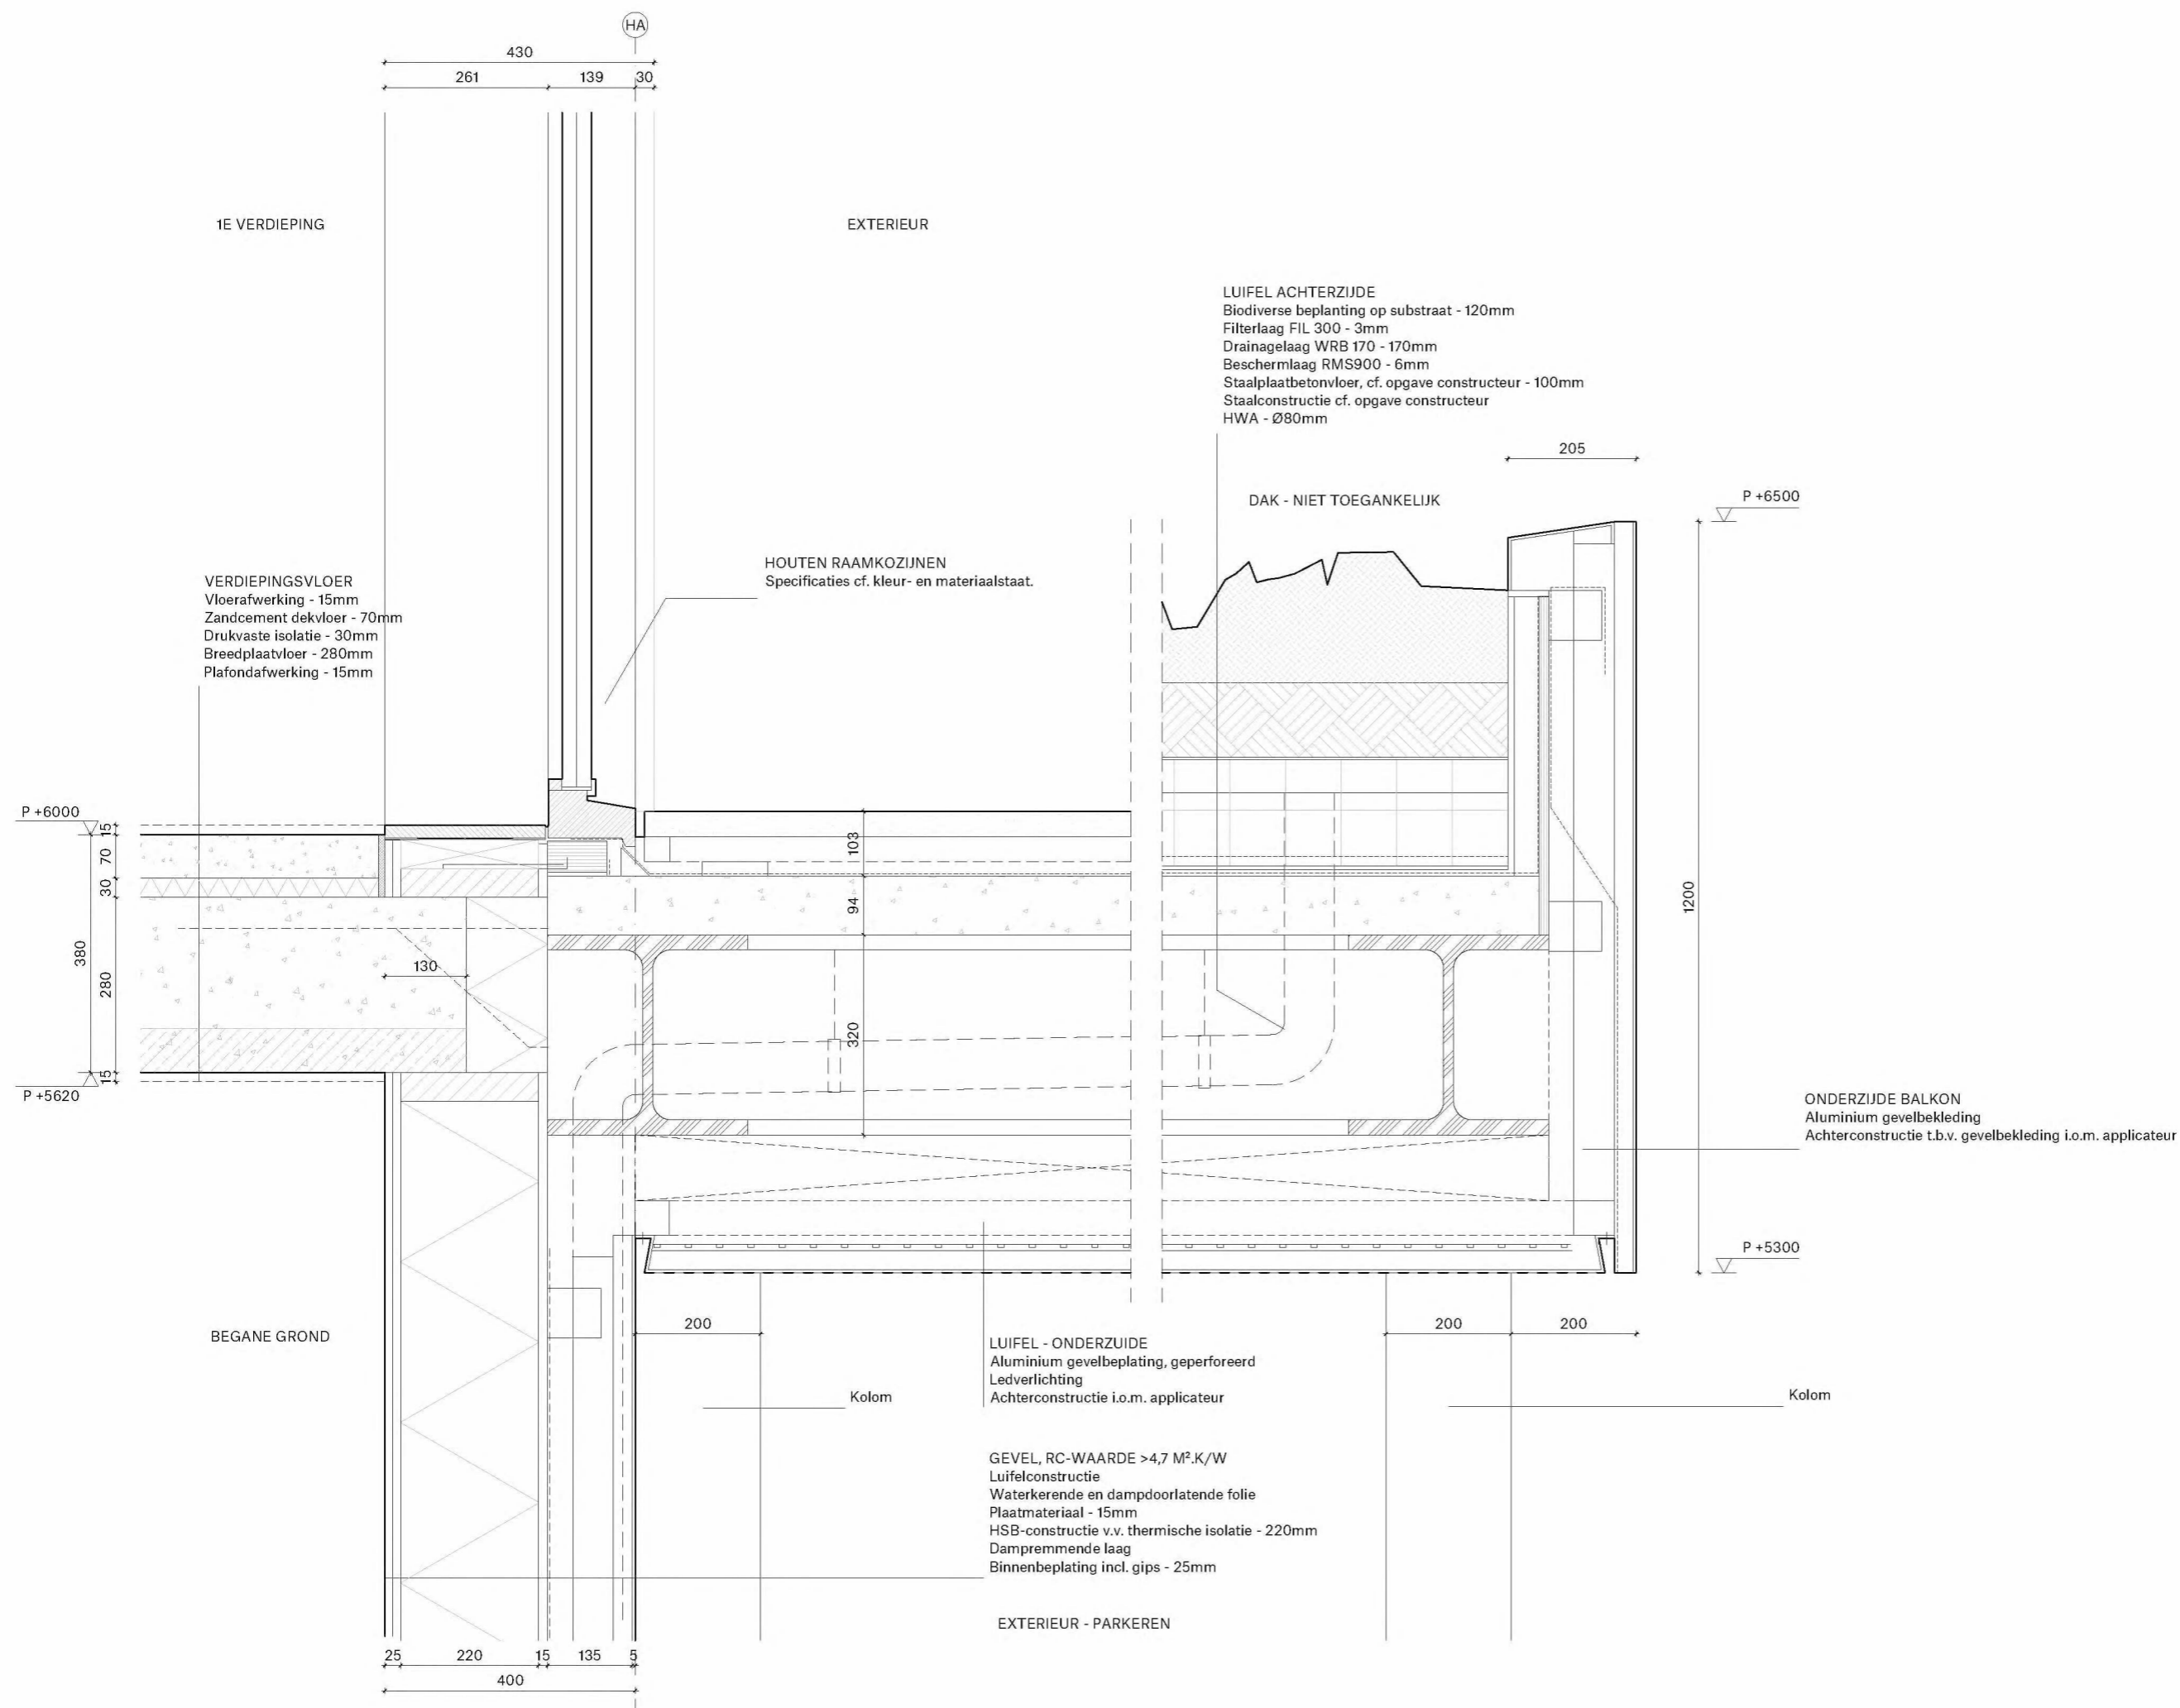 HA
430
261
139
30
1E VERDIEPING
EXTERIEUR
LUIFEL ACHTERZIJDE
Biodiverse beplanting op substraat - 120mm
Filterlaag FIL 300 - 3mm
Drainagelaag WRB 170 - 170mm
Beschermlaag RMS900 - 6mm
Staalplaatbetonvloer, cf. opgave constructeur - 100mm
Staalconstructie cf. opgave constructeur
HWA - Ø80mm
205
DAK - NIET TOEGANKELIJK
P +6500
HOUTEN RAAMKOZIJNEN
Specificaties cf. kleur- en materiaalstaat.
VERDIEPINGSVLOER
Vloerafwerking - 15mm
Zandcement dekvloer - 70mm
Drukvaste isolatie - 30mm
Breedplaatvloer - 280mm
Plafondafwerking - 15mm
P +6000
15
70
30
380
280
15
P +5620
130
103
94
320
1200
ONDERZIJDE BALKON
Aluminium gevelbekleding
Achterconstructie t.b.v. gevelbekleding i.o.m. applicateur
P +5300
BEGANE GROND
200
200
200
LUIFEL - ONDERZUIDE
Aluminium gevelbeplating, geperforeerd
Ledverlichting
Achterconstructie i.o.m. applicateur
Kolom
Kolom
GEVEL, RC-WAARDE >4,7 M².K/W
Luifelconstructie
Waterkerende en dampdoorlatende folie
Plaatmateriaal - 15mm
HSB-constructie v.v. thermische isolatie - 220mm
Dampremmende laag
Binnenbeplating incl. gips - 25mm
EXTERIEUR - PARKEREN
25
220
15
135
5
400